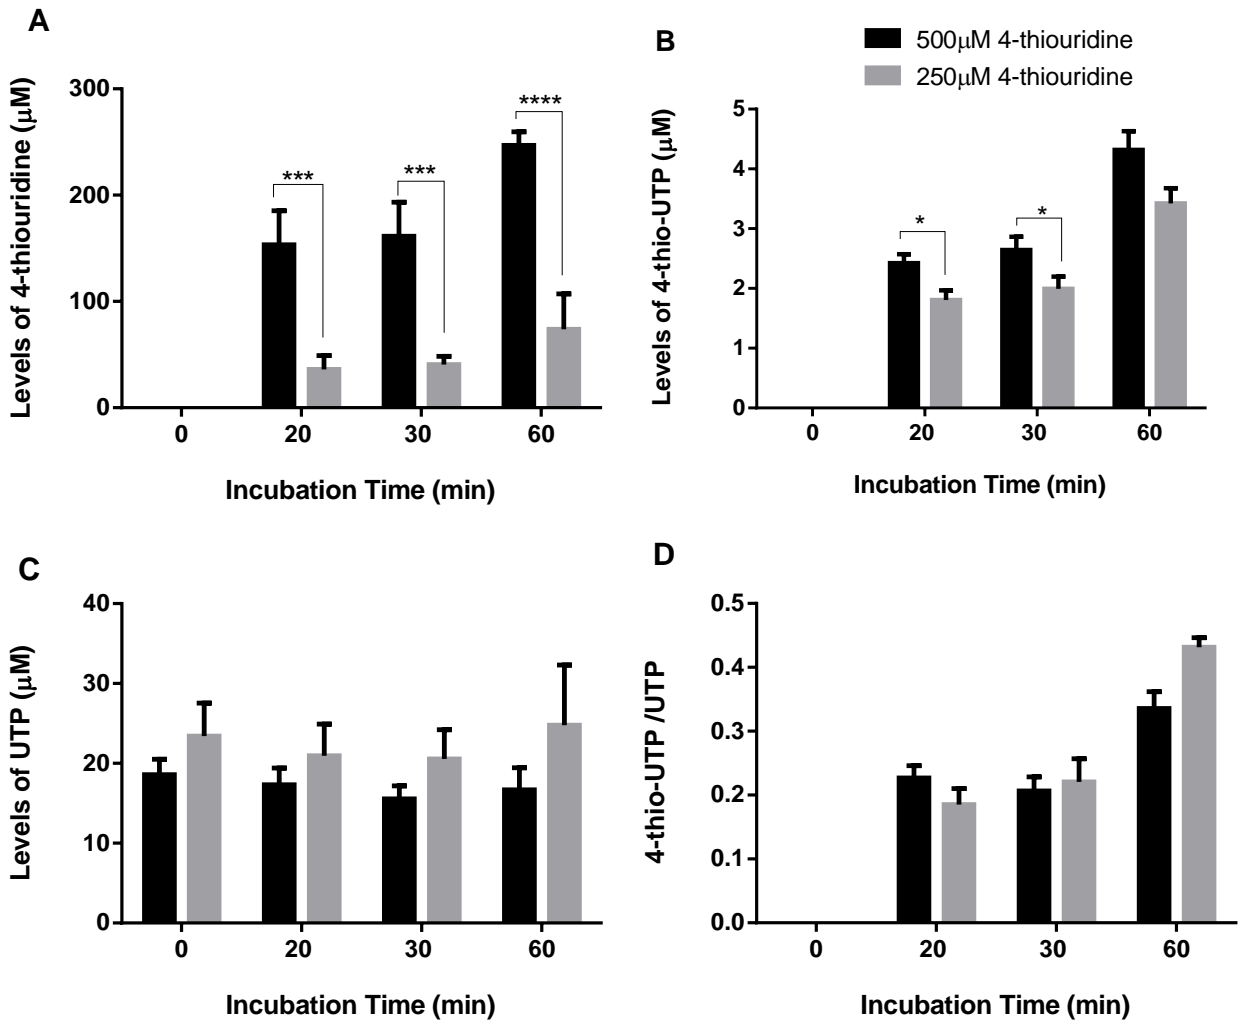 A
Levels of 4-thiouridine (μM)
300
200
100
0
***
***
****
0 20 30 60
Incubation Time (min)
B
500μM 4-thiouridine
250μM 4-thiouridine
Levels of 4-thio-UTP (μM)
5
4
3
2
1
0
*
*
0 20 30 60
Incubation Time (min)
C
Levels of UTP (μM)
40
30
20
10
0
0 20 30 60
Incubation Time (min)
D
4-thio-UTP /UTP
0.5
0.4
0.3
0.2
0.1
0.0
0 20 30 60
Incubation Time (min)